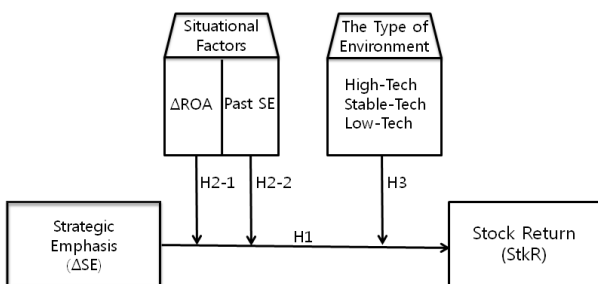 Situational
Factors
The Type of
Environment
ΔROA
Past SE
High-Tech
Stable-Tech
Low-Tech
H2-1
H2-2
H3
Strategic
Emphasis
(ΔSE)
H1
Stock Return
(StkR)